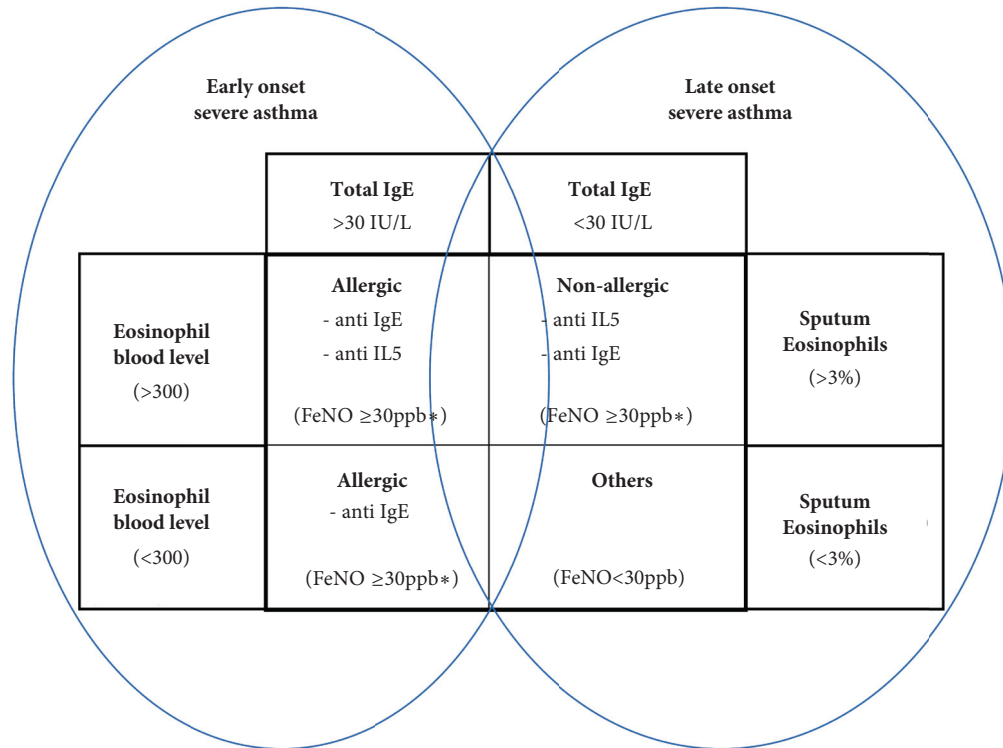 Early onset
severe asthma
Late onset
severe asthma
Total IgE
>30 IU/L
Total IgE
<30 IU/L
Eosinophil
blood level
(>300)
Allergic
- anti IgE
- anti IL5
(FeNO ≥30ppb*)
Non-allergic
- anti IL5
- anti IgE
(FeNO ≥30ppb*)
Sputum
Eosinophils
(>3%)
Eosinophil
blood level
(<300)
Allergic
- anti IgE
(FeNO ≥30ppb*)
Others
(FeNO<30ppb)
Sputum
Eosinophils
(<3%)